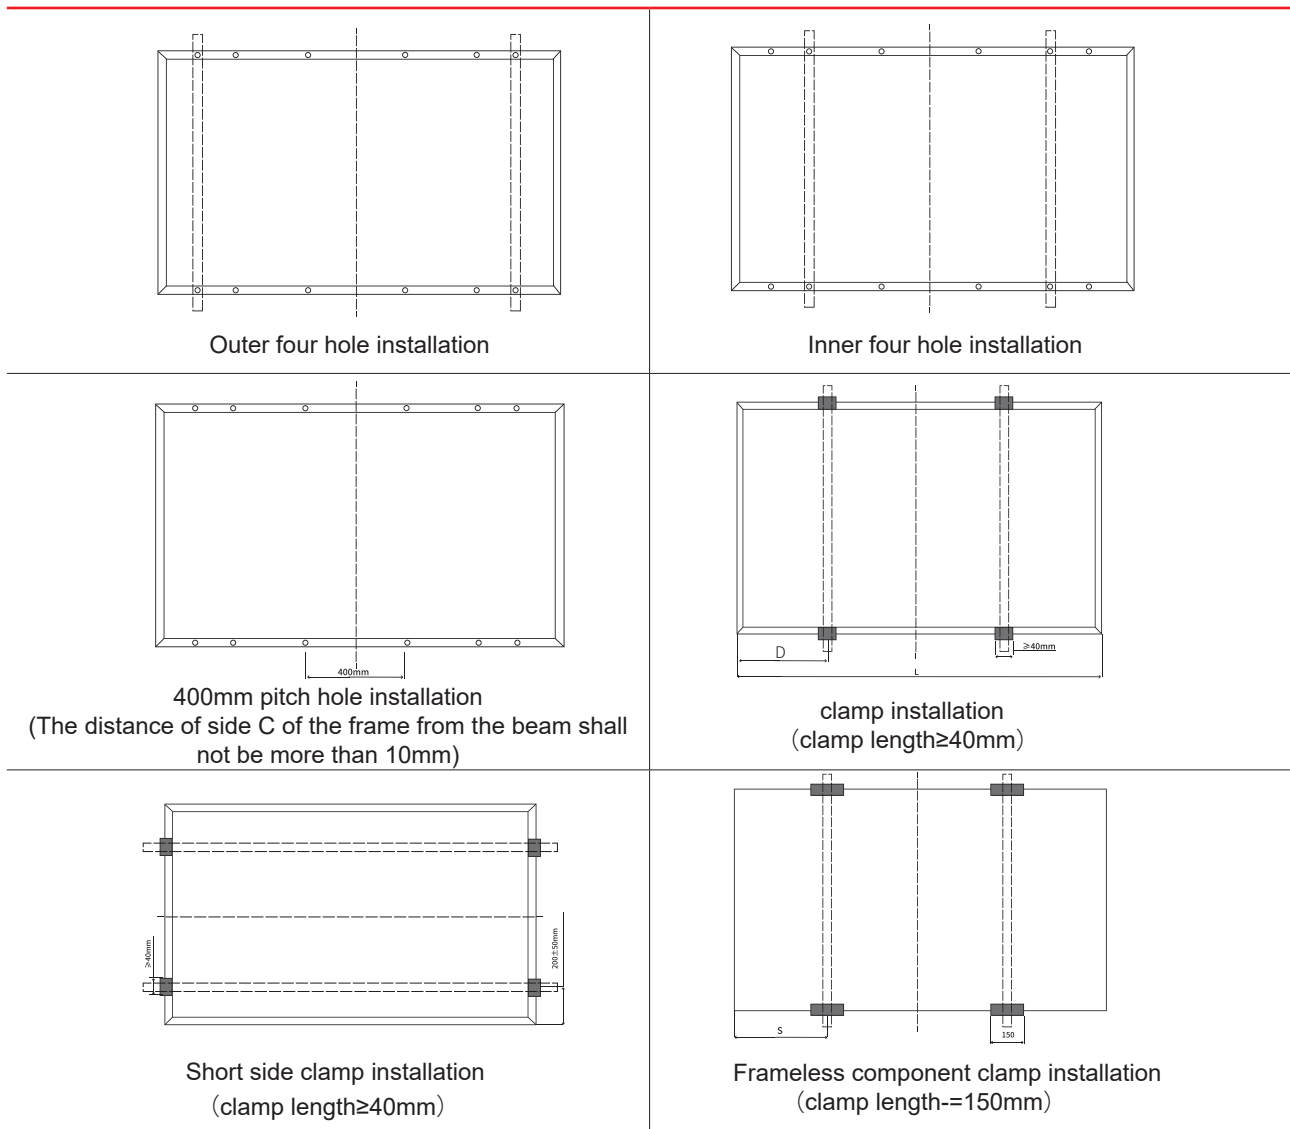 Outer four hole installation
Inner four hole installation
400mm
400mm pitch hole installation
(The distance of side C of the frame from the beam shall
not be more than 10mm)
D
≥40mm
L
clamp installation
（clamp length≥40mm）
≥40mm
200±50mm
Short side clamp installation
（clamp length≥40mm）
S
150
Frameless component clamp installation
（clamp length-=150mm）